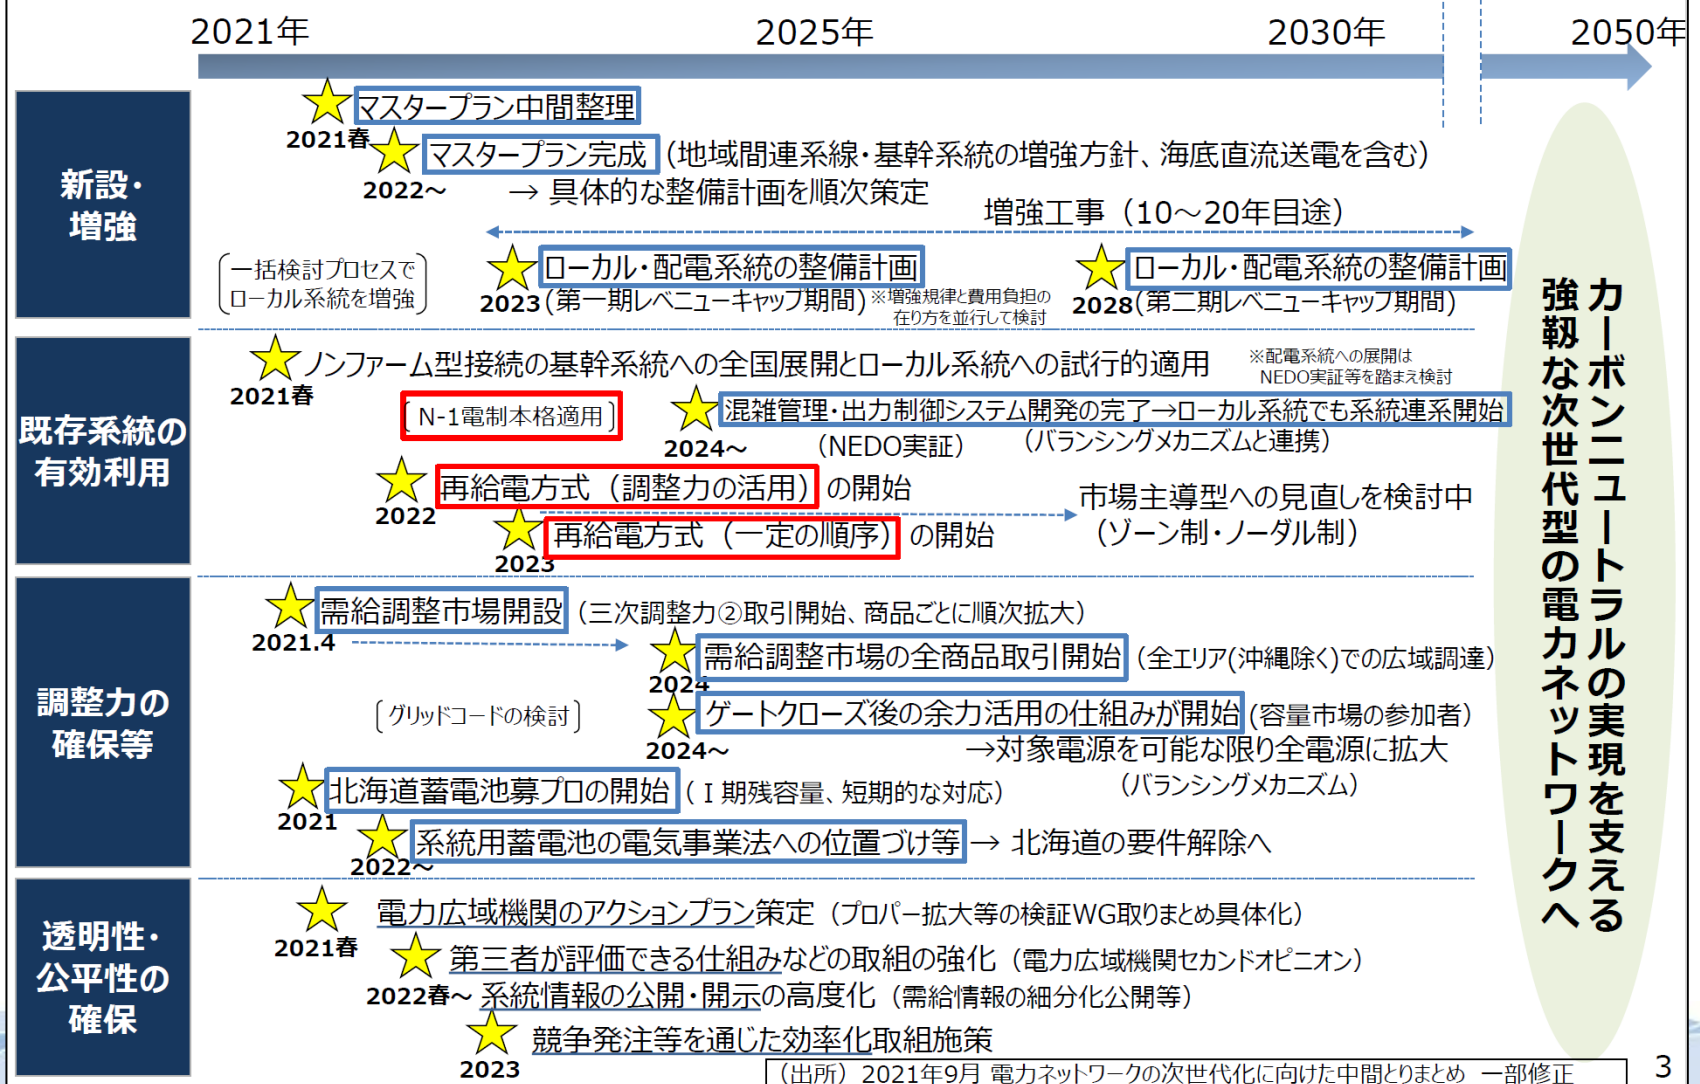 2021年
2025年
2030年
2050年
新設・
増強
マスタープラン中間整理
2021春
マスタープラン完成（地域間連系線・基幹系統の増強方針、海底直流送電を含む）
2022～
→ 具体的な整備計画を順次策定
増強工事（10～20年目途）
一括検討プロセスで
ローカル系統を増強
ローカル・配電系統の整備計画
2023（第一期レベニューキャップ期間）
※増強規律と費用負担の
在り方を並行して検討
ローカル・配電系統の整備計画
2028（第二期レベニューキャップ期間）
既存系統の
有効利用
ノンファーム型接続の基幹系統への全国展開とローカル系統への試行的適用
2021春
※配電系統への展開は
NEDO実証等を踏まえ検討
〔N-1電制本格適用〕
混雑管理・出力制御システム開発の完了→ローカル系統でも系統連系開始
2024～
（NEDO実証）
（バランシングメカニズムと連携）
再給電方式（調整力の活用）の開始
2022
再給電方式（一定の順序）の開始
2023
市場主導型への見直しを検討中
（ゾーン制・ノーダル制）
調整力の
確保等
需給調整市場開設（三次調整力②取引開始、商品ごとに順次拡大）
2021.4
需給調整市場の全商品取引開始（全エリア(沖縄除く)での広域調達）
2024
〔グリッドコードの検討〕
ゲートクローズ後の余力活用の仕組みが開始（容量市場の参加者）
2024～
→対象電源を可能な限り全電源に拡大
（バランシングメカニズム）
北海道蓄電池募プロの開始（Ⅰ期残容量、短期的な対応）
2021
系統用蓄電池の電気事業法への位置づけ等 → 北海道の要件解除へ
2022～
透明性・
公平性の
確保
電力広域機関のアクションプラン策定（プロパー拡大等の検証WG取りまとめ具体化）
2021春
第三者が評価できる仕組みなどの取組の強化（電力広域機関セカンドオピニオン）
2022春～
系統情報の公開・開示の高度化（需給情報の細分化公開等）
競争発注等を通じた効率化取組施策
2023
カーボンニュートラルの実現を支える
強靱な次世代型の電力ネットワークへ
（出所）2021年9月 電力ネットワークの次世代化に向けた中間とりまとめ 一部修正
3